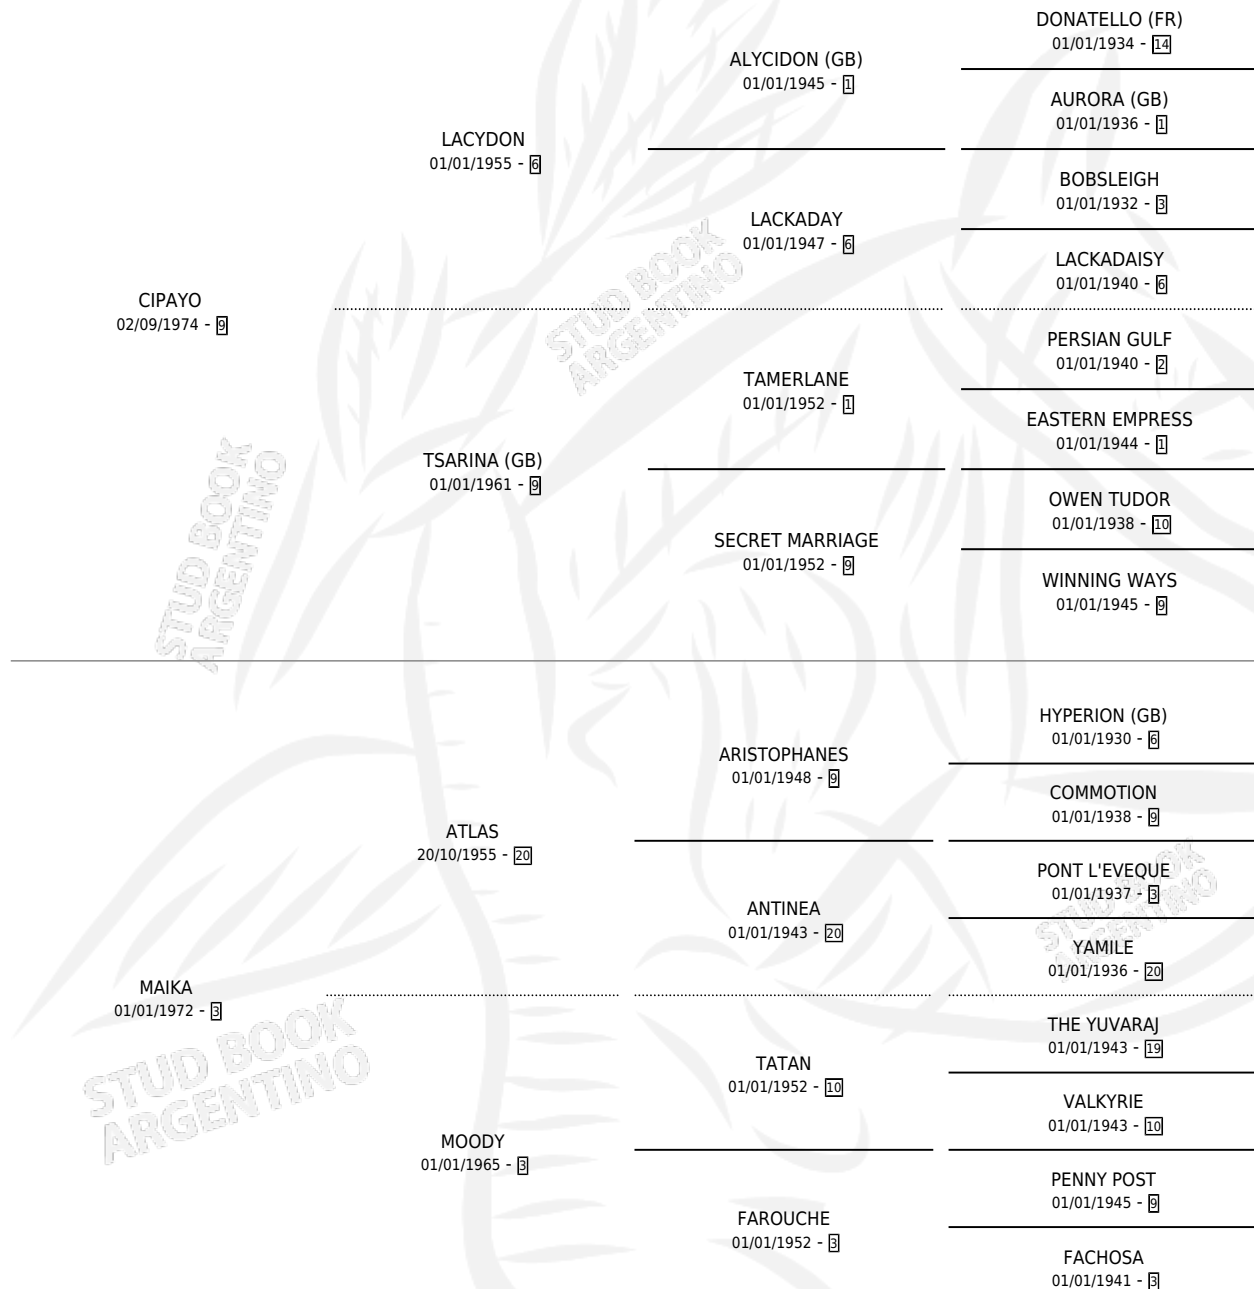 DONATELLO (FR)
01/01/1934 - 14
ALYCIDON (GB)
01/01/1945 - 1
AURORA (GB)
01/01/1936 - 1
LACYDON
01/01/1955 - 6
BOBSLEIGH
01/01/1932 - 3
LACKADAY
01/01/1947 - 6
LACKADAISY
01/01/1940 - 6
CIPAYO
02/09/1974 - 9
PERSIAN GULF
01/01/1940 - 2
TAMERLANE
01/01/1952 - 1
EASTERN EMPRESS
01/01/1944 - 1
TSARINA (GB)
01/01/1961 - 9
OWEN TUDOR
01/01/1938 - 10
SECRET MARRIAGE
01/01/1952 - 9
WINNING WAYS
01/01/1945 - 9
HYPERION (GB)
01/01/1930 - 6
ARISTOPHANES
01/01/1948 - 9
COMMOTION
01/01/1938 - 9
ATLAS
20/10/1955 - 20
PONT L'EVEQUE
01/01/1937 - 3
ANTINEA
01/01/1943 - 20
YAMILE
01/01/1936 - 20
MAIKA
01/01/1972 - 3
THE YUVARAJ
01/01/1943 - 19
TATAN
01/01/1952 - 10
VALKYRIE
01/01/1943 - 10
MOODY
01/01/1965 - 3
PENNY POST
01/01/1945 - 9
FAROUCHE
01/01/1952 - 3
FACHOSA
01/01/1941 - 3
STUD BOOK
ARGENTINO
STUD BOOK
ARGENTINO
STUD BOOK
ARGENTINO
STUD BOOK
ARGENTINO